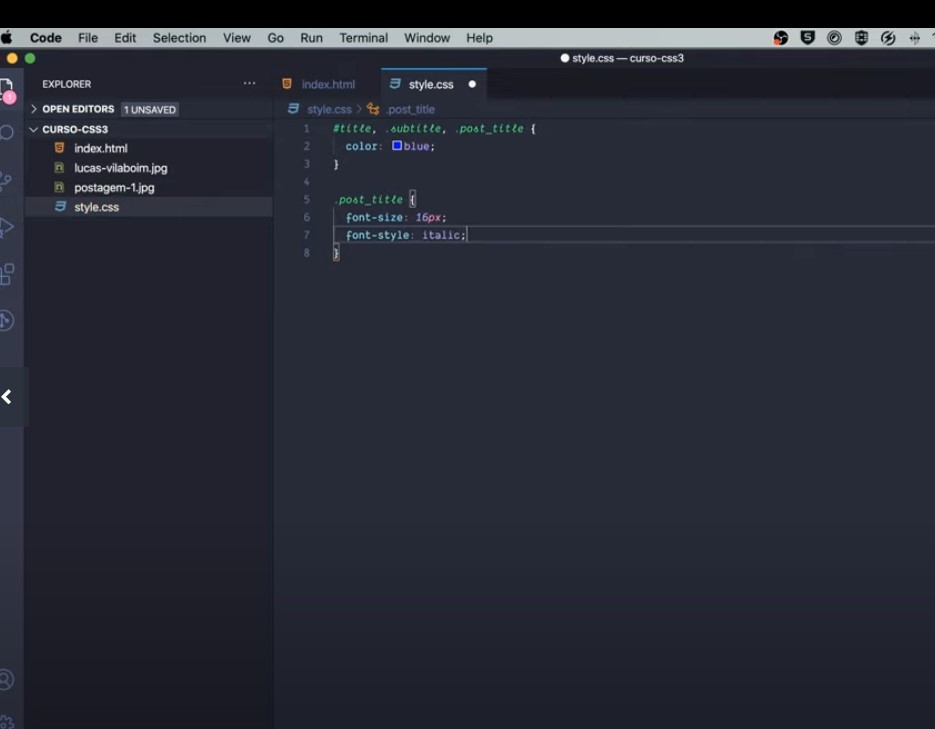 Code File Edit Selection View Go Run Terminal Window Help
style.css — curso-css3
EXPLORER ...
index.html
style.css
OPEN EDITORS 1 UNSAVED
style.css > .post_title
CURSO-CSS3
index.html
lucas-vilaboim.jpg
postagem-1.jpg
style.css
1
1 #title, .subtitle, .post_title {
2 color: blue;
3 }
4
5 .post_title {
6 font-size: 16px;
7 font-style: italic;
8 }